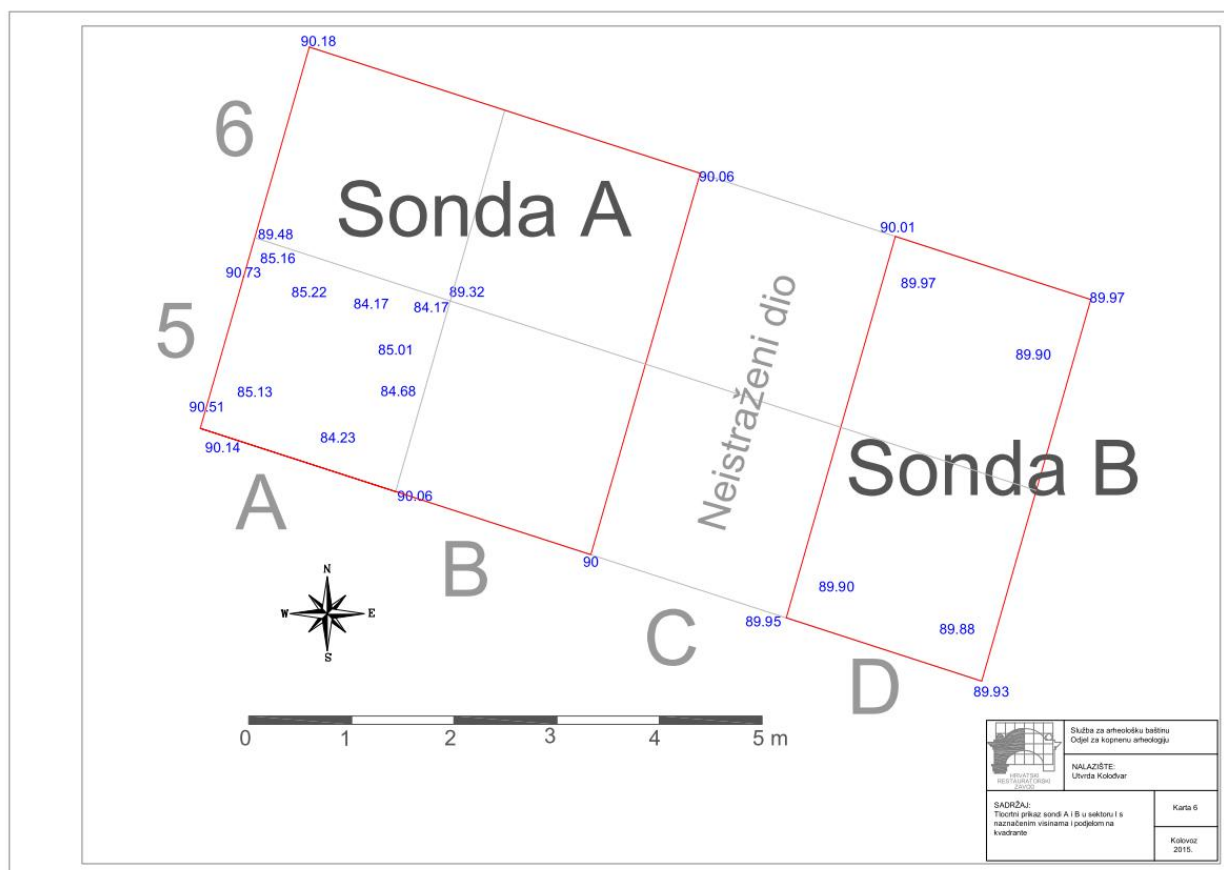 90.18
6
90.06
Sonda A
90.01
89.48
85.16
90.73
89.97
85.22
84.17
84.17
89.32
89.97
5
85.01
89.90
Neistraženi dio
85.13
84.68
90.51
84.23
90.14
Sonda B
90.06
A
B
90
89.90
C
89.95
89.88
D
89.93
N
W E
S
0 1 2 3 4 5 m
HRVATSKI
RESTAURATORSKI
ZAVOD
Služba za arheološku baštinu
Odjel za kopnenu arheologiju
NALAZIŠTE:
Utvrda Kolođvar
SADRŽAJ:
Tlocrtni prikaz sondi A i B u sektoru I s
naznačenim visinama i podjelom na
kvadrante
Karta 6
Kolovoz
2015.